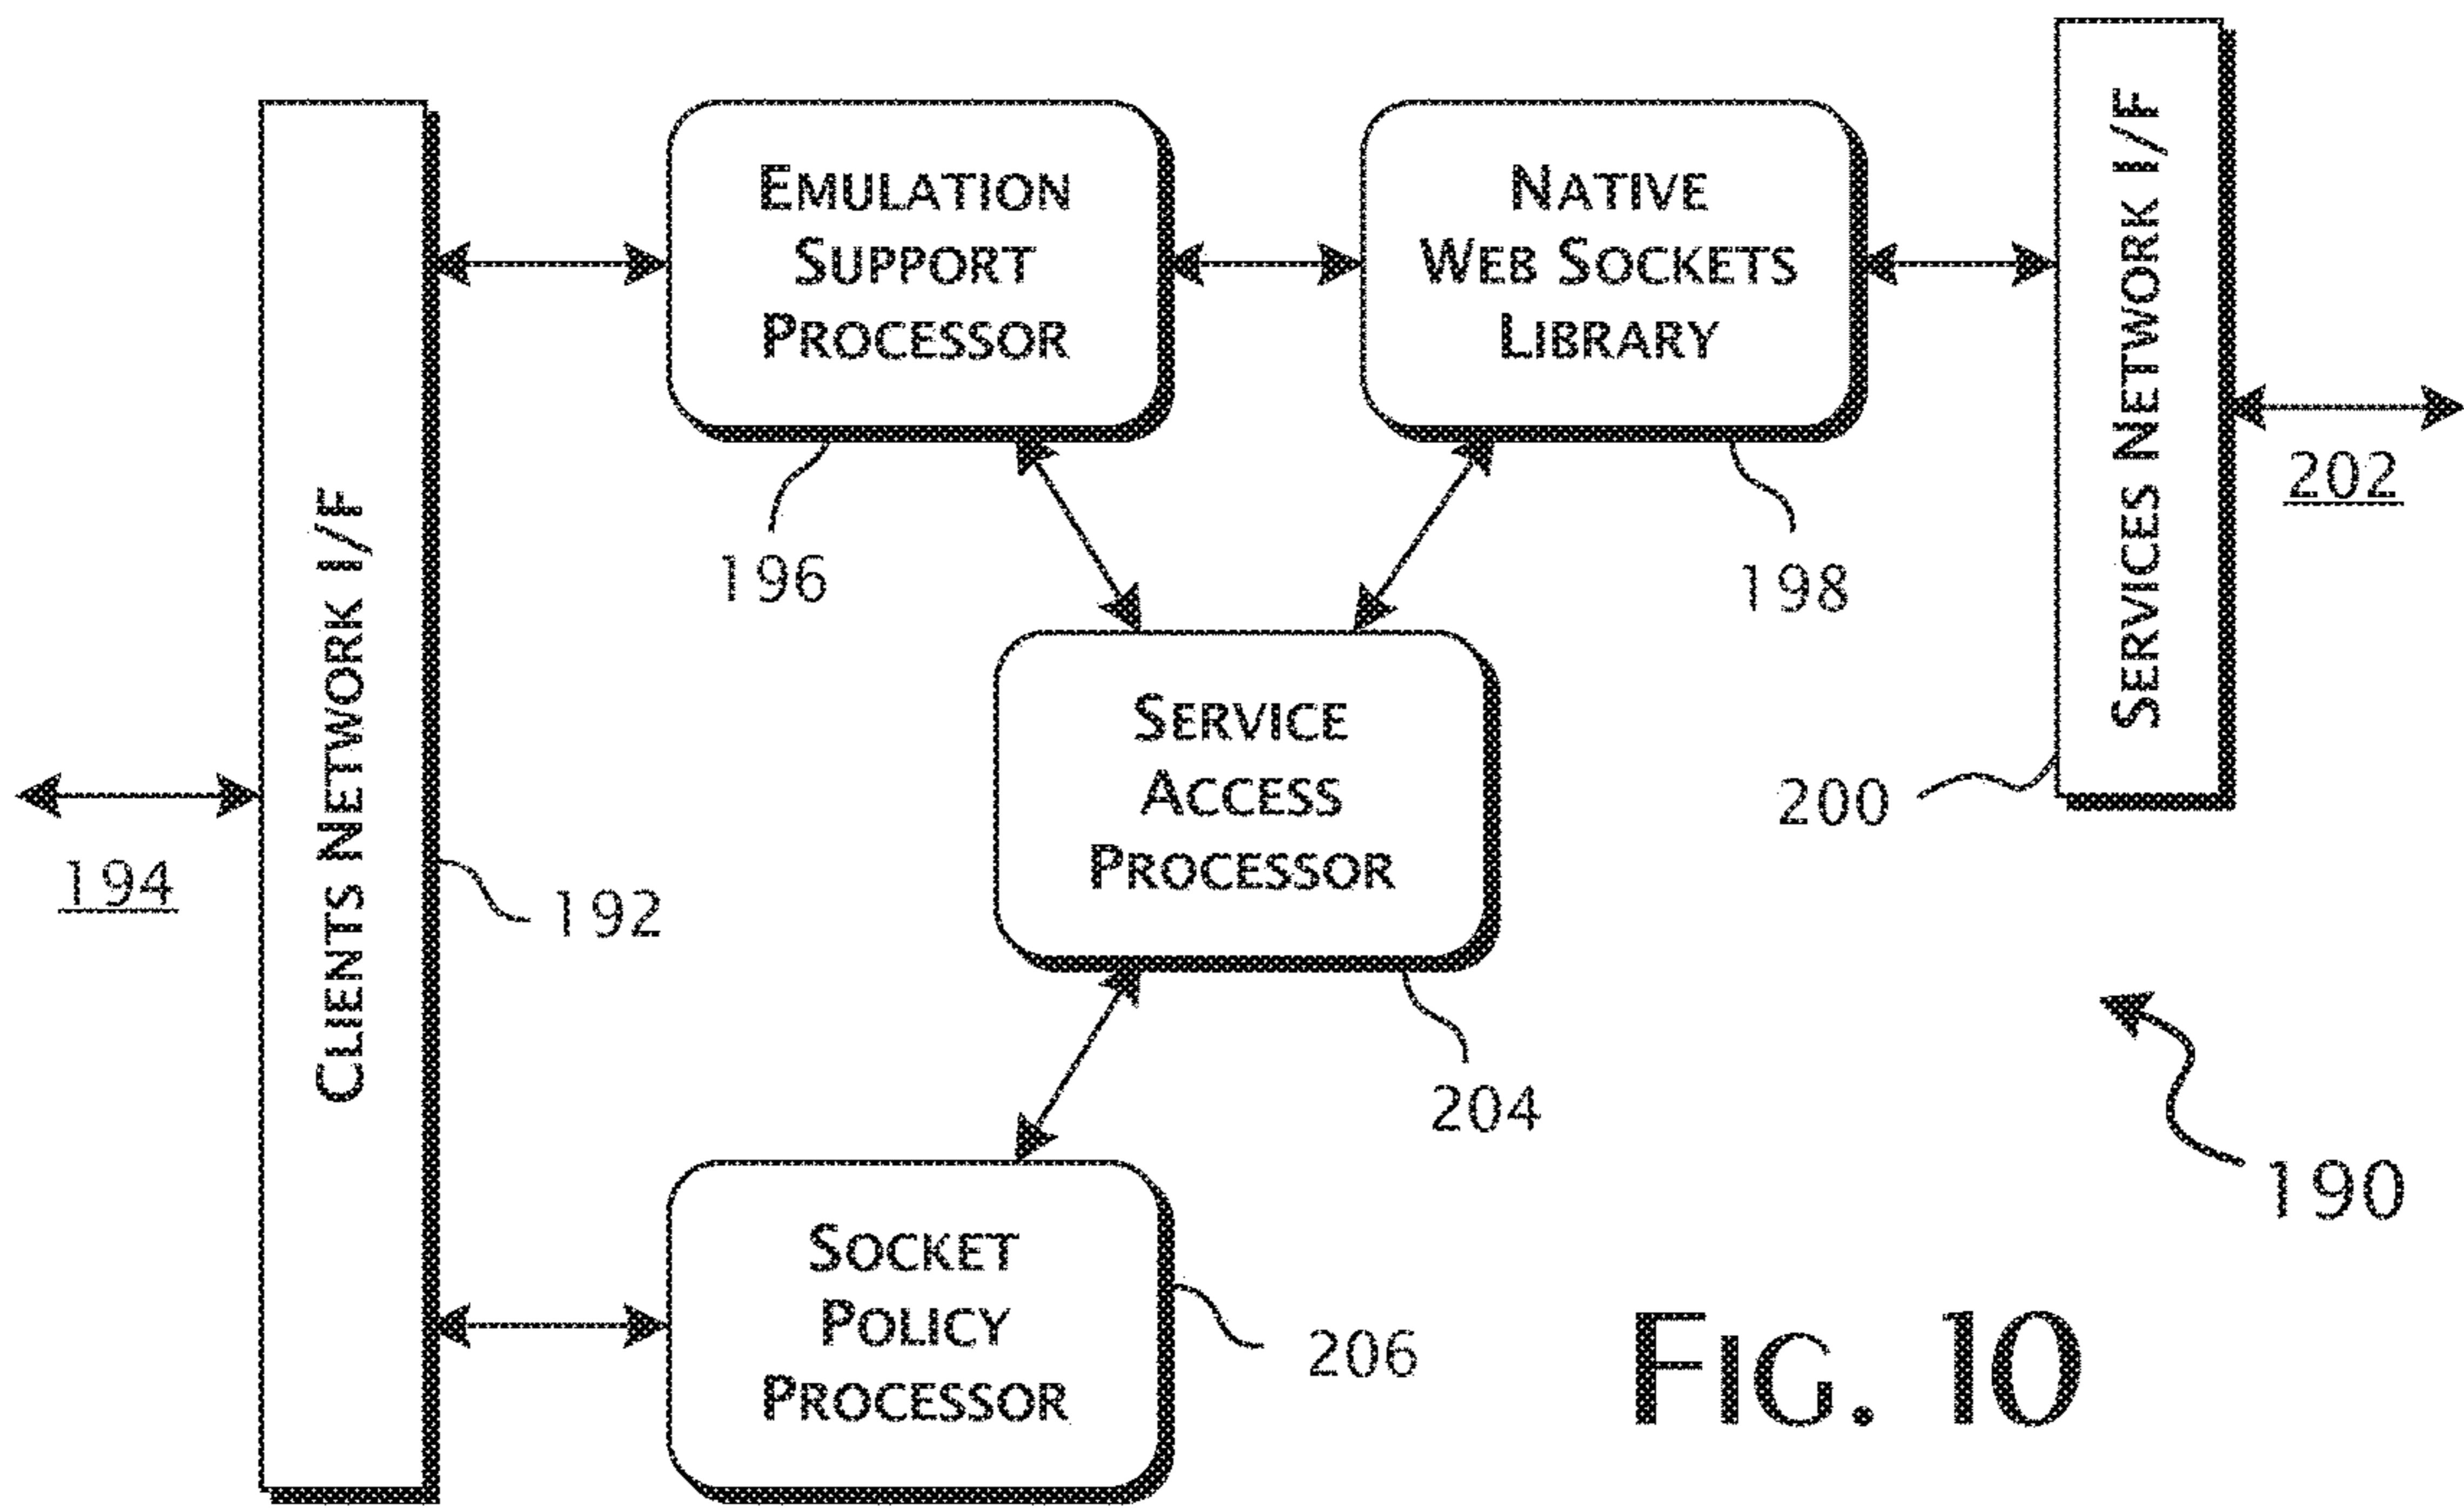 CLIENTS NETWORK I/F
194
192
EMULATION
SUPPORT
PROCESSOR
196
NATIVE
WEB SOCKETS
LIBRARY
198
SERVICES NETWORK I/F
202
200
SERVICE
ACCESS
PROCESSOR
204
SOCKET
POLICY
PROCESSOR
206
190
FIG. 10